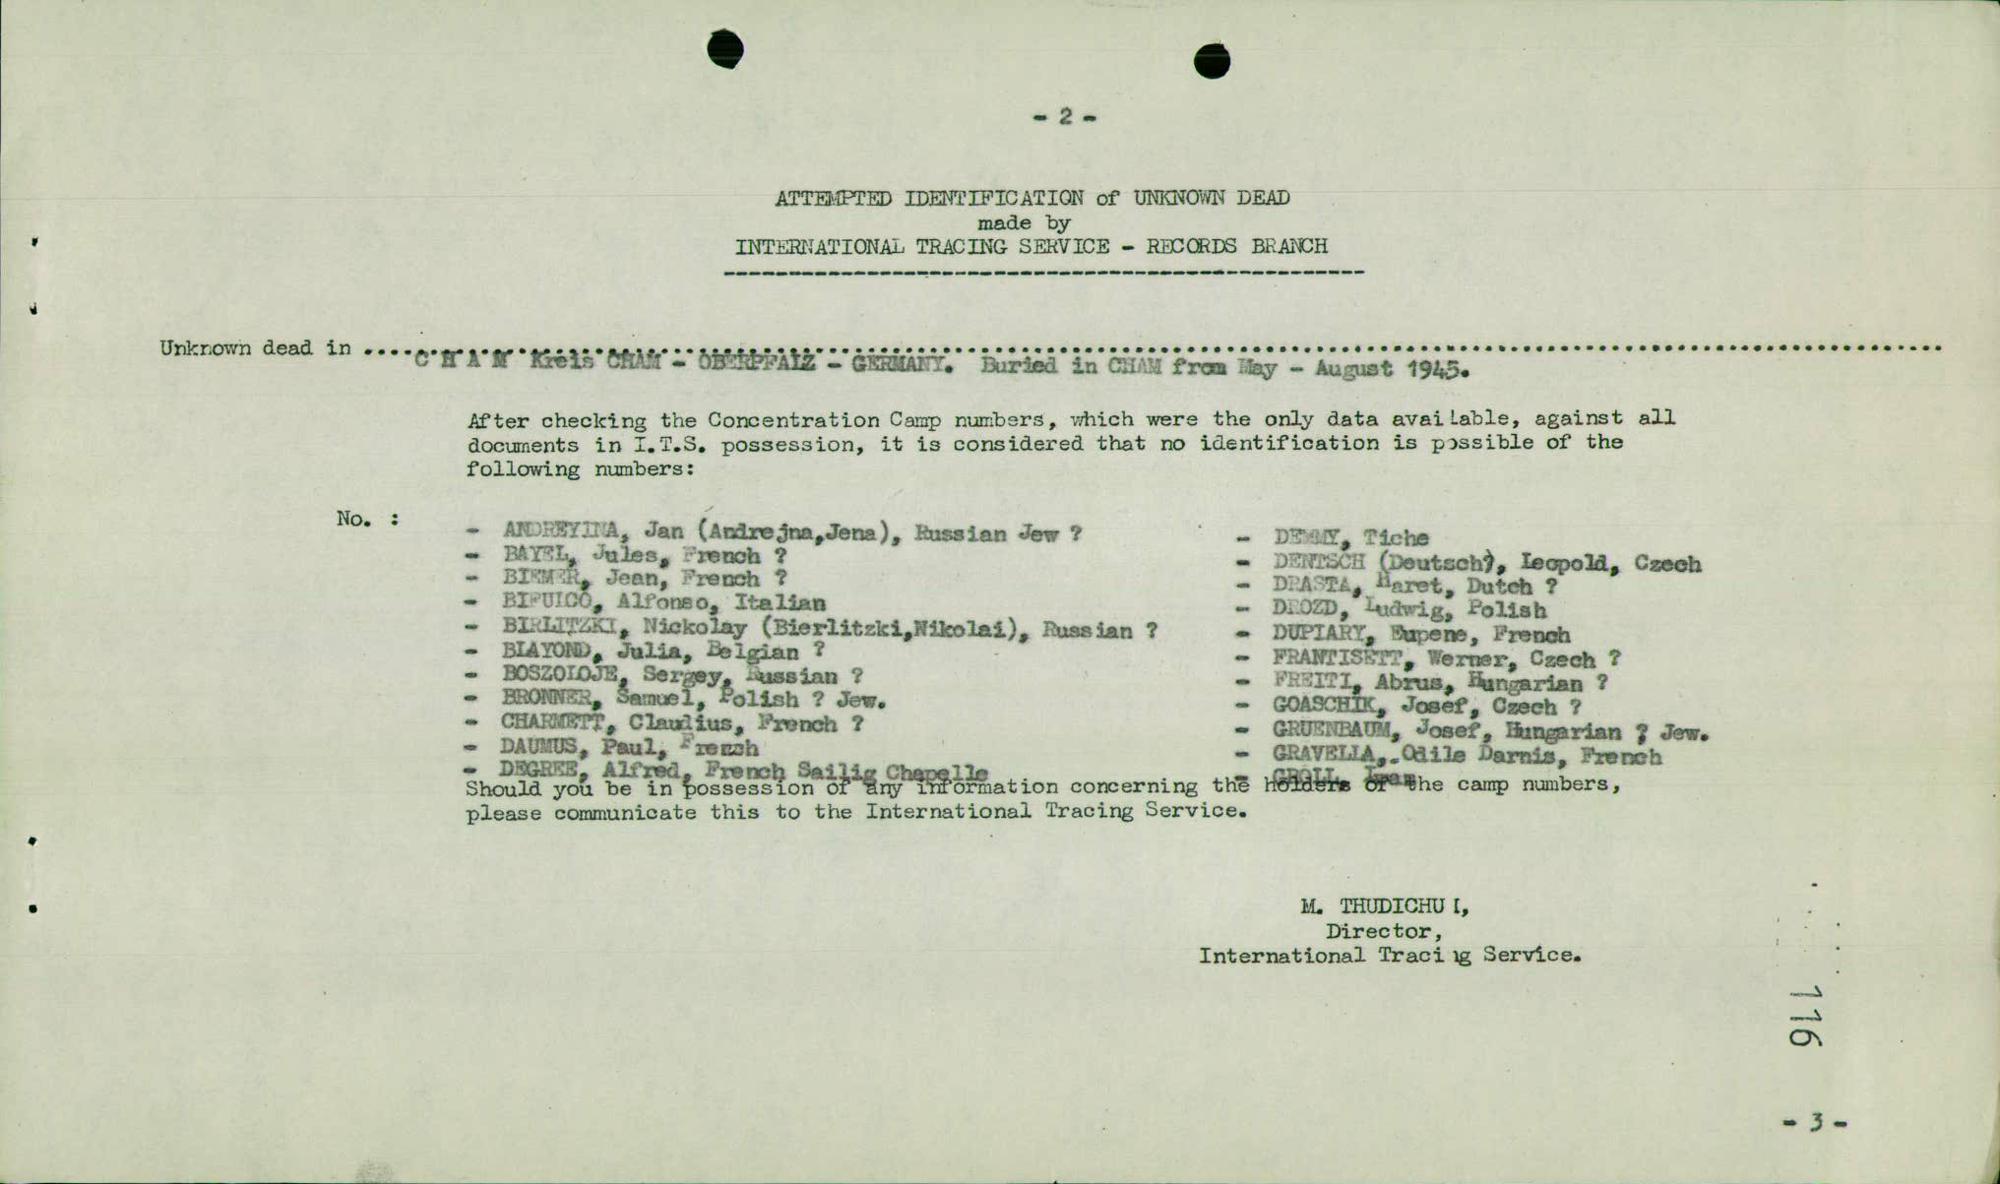 - 2 -
ATTEMPTED IDENTIFICATION of UNKNOWN DEAD
made by
INTERNATIONAL TRACING SERVICE - RECORDS BRANCH
Unknown dead in .... C H A M Kreis CHAM - OBERPFALZ - GERMANY. Buried in CHAM from May - August 1945.
After checking the Concentration Camp numbers, which were the only data available, against all
documents in I.T.S. possession, it is considered that no identification is possible of the
following numbers:
No. :
- ANDREYINA, Jan (Andrejna,Jena), Russian Jew ?
- BAYEL, Jules, French ?
- BIEMER, Jean, French ?
- BIFUICO, Alfonso, Italian
- BIRLITZKI, Nickolay (Bierlitzki,Nikolai), Russian ?
- BLAYOND, Julia, Belgian ?
- BOSZOLOJE, Sergey, Russian ?
- BRONNER, Samuel, Polish ? Jew.
- CHARMETT, Claudius, French ?
- DAUMUS, Paul, French
- DEGREE, Alfred, French Sailig Chapelle
- Tiche
- DENTSCH (Deutsch?), Leopold, Czech
- DRASTA, Haret, Dutch ?
- DROZD, Ludwig, Polish
- DUPIARY, Eupene, French
- FRANTISETT, Werner, Czech ?
- FREITI, Abrus, Hungarian ?
- GOASCHIK, Josef, Czech ?
- GRUENBAUM, Josef, Hungarian ? Jew.
- GRAVELLA, Odile Darnis, French
- GROLL, Iwan
Should you be in possession of any information concerning the holders of the camp numbers,
please communicate this to the International Tracing Service.
M. THUDICHUM,
Director,
International Tracing Service.
116
- 3 -